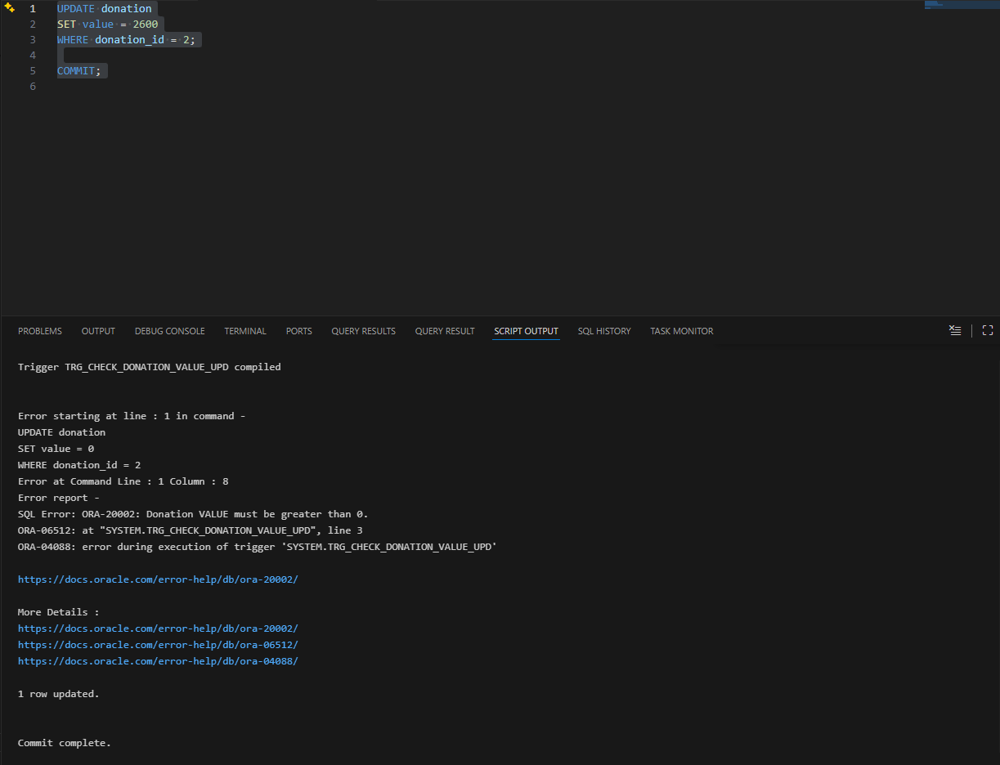 1 UPDATE donation
2 SET value = 2600
3 WHERE donation_id = 2;
4
5 COMMIT;
6
PROBLEMS OUTPUT DEBUG CONSOLE TERMINAL PORTS QUERY RESULTS QUERY RESULT SCRIPT OUTPUT SQL HISTORY TASK MONITOR
Trigger TRG_CHECK_DONATION_VALUE_UPD compiled
Error starting at line : 1 in command -
UPDATE donation
SET value = 0
WHERE donation_id = 2
Error at Command Line : 1 Column : 8
Error report -
SQL Error: ORA-20002: Donation VALUE must be greater than 0.
ORA-06512: at "SYSTEM.TRG_CHECK_DONATION_VALUE_UPD", line 3
ORA-04088: error during execution of trigger 'SYSTEM.TRG_CHECK_DONATION_VALUE_UPD'
https://docs.oracle.com/error-help/db/ora-20002/
More Details :
https://docs.oracle.com/error-help/db/ora-20002/
https://docs.oracle.com/error-help/db/ora-06512/
https://docs.oracle.com/error-help/db/ora-04088/
1 row updated.
Commit complete.